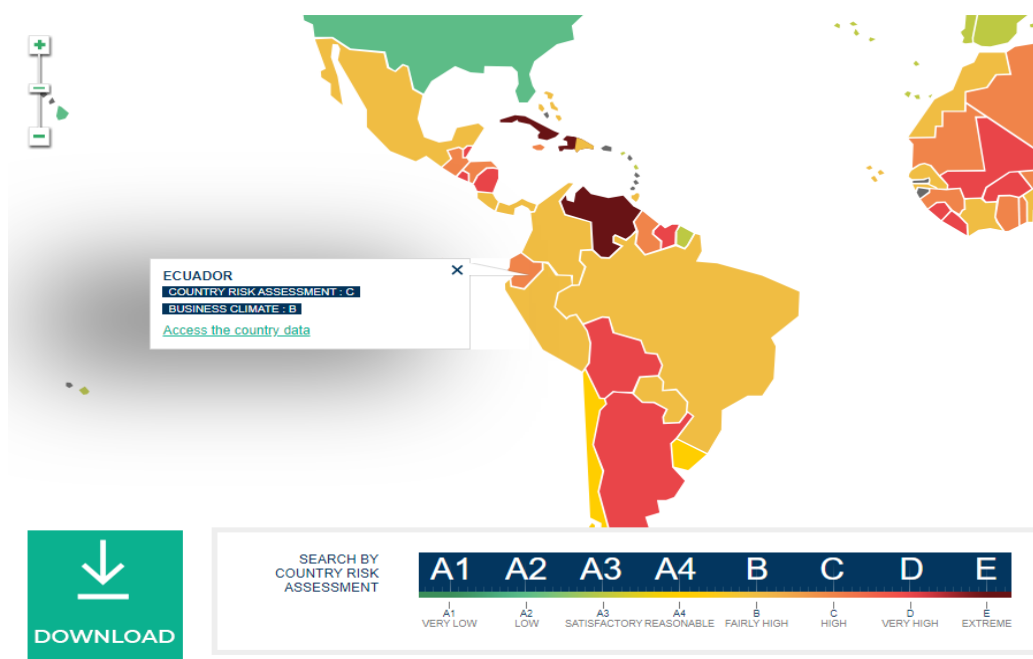 ECUADOR
COUNTRY RISK ASSESSMENT : C
BUSINESS CLIMATE : B
Access the country data
DOWNLOAD
SEARCH BY
COUNTRY RISK
ASSESSMENT
A1 A2 A3 A4 B C D E
A1 A2 A3 A4 B C D E
VERY LOW LOW SATISFACTORY REASONABLE FAIRLY HIGH HIGH VERY HIGH EXTREME